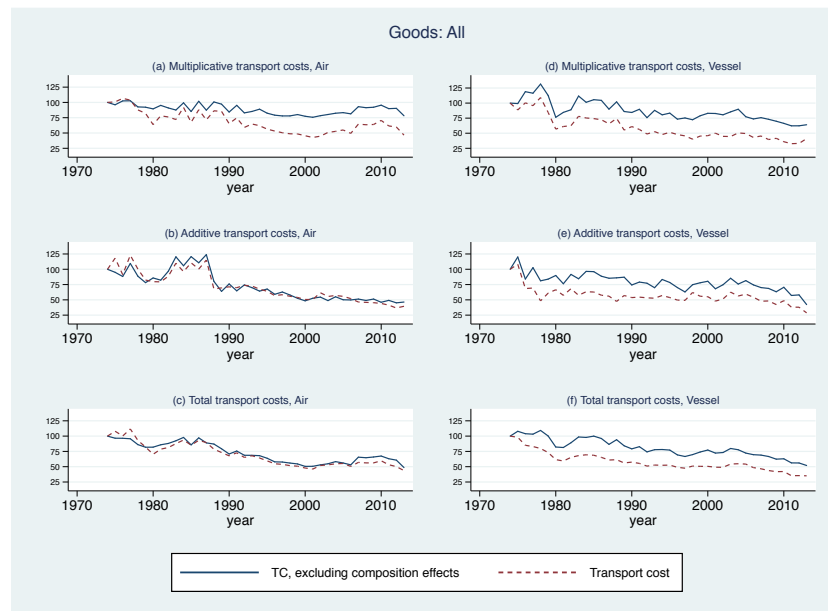 Goods: All
(a) Multiplicative transport costs, Air
125
100
75
50
25
1970 1980 1990 2000 2010
year
(d) Multiplicative transport costs, Vessel
125
100
75
50
25
1970 1980 1990 2000 2010
year
(b) Additive transport costs, Air
125
100
75
50
25
1970 1980 1990 2000 2010
year
(e) Additive transport costs, Vessel
125
100
75
50
25
1970 1980 1990 2000 2010
year
(c) Total transport costs, Air
125
100
75
50
25
1970 1980 1990 2000 2010
year
(f) Total transport costs, Vessel
125
100
75
50
25
1970 1980 1990 2000 2010
year
TC, excluding composition effects Transport cost